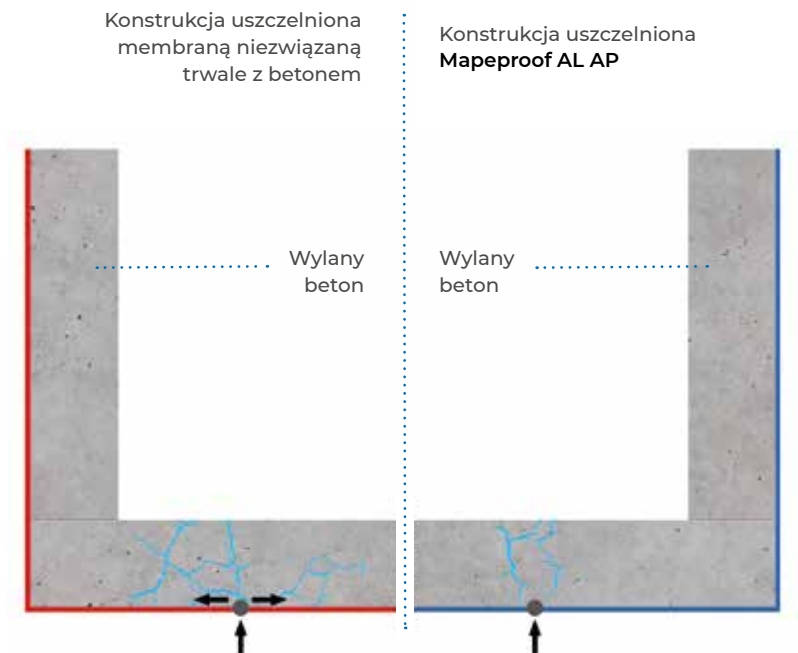 Konstrukcja uszczelniona
membraną niezwiązaną
trwale z betonem
Konstrukcja uszczelniona
Mapeproof AL AP
Wylany
beton
Wylany
beton